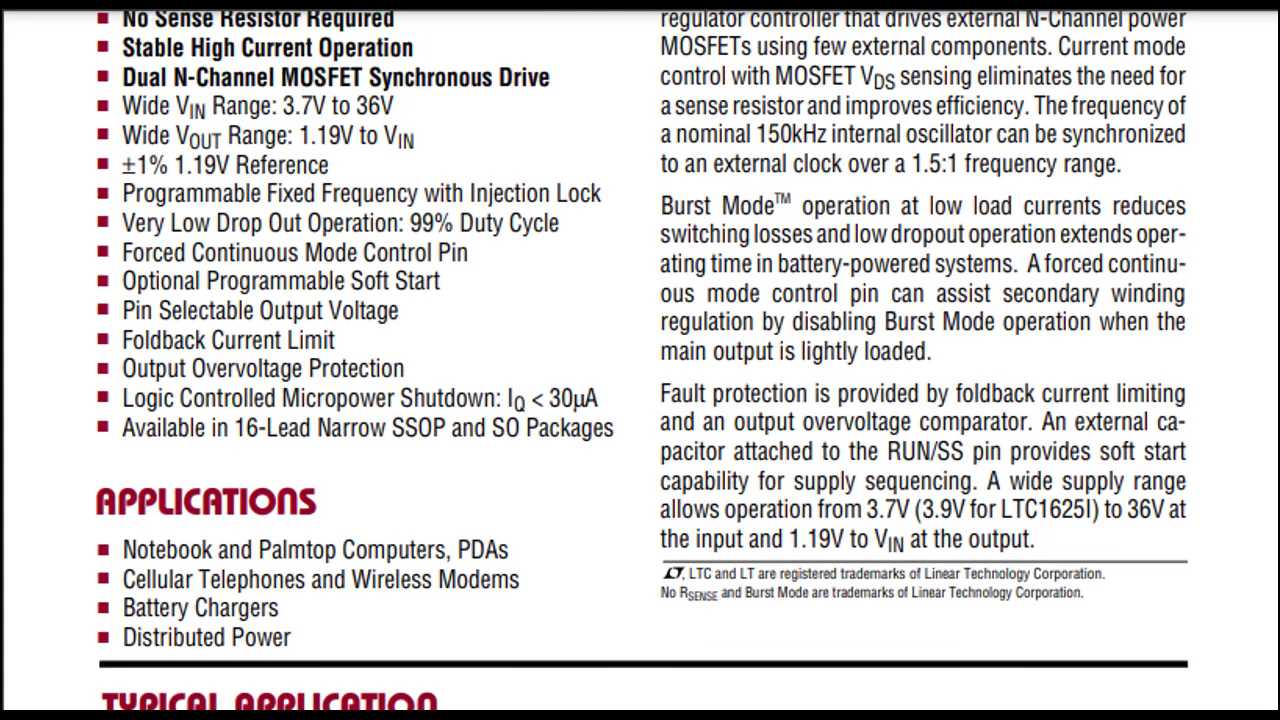 No Sense Resistor Required
Stable High Current Operation
Dual N-Channel MOSFET Synchronous Drive
Wide VIN Range: 3.7V to 36V
Wide VOUT Range: 1.19V to VIN
±1% 1.19V Reference
Programmable Fixed Frequency with Injection Lock
Very Low Drop Out Operation: 99% Duty Cycle
Forced Continuous Mode Control Pin
Optional Programmable Soft Start
Pin Selectable Output Voltage
Foldback Current Limit
Output Overvoltage Protection
Logic Controlled Micropower Shutdown: IQ < 30µA
Available in 16-Lead Narrow SSOP and SO Packages
APPLICATIONS
Notebook and Palmtop Computers, PDAs
Cellular Telephones and Wireless Modems
Battery Chargers
Distributed Power
regulator controller that drives external N-Channel power
MOSFETs using few external components. Current mode
control with MOSFET VDS sensing eliminates the need for
a sense resistor and improves efficiency. The frequency of
a nominal 150kHz internal oscillator can be synchronized
to an external clock over a 1.5:1 frequency range.
Burst Mode™ operation at low load currents reduces
switching losses and low dropout operation extends oper-
ating time in battery-powered systems. A forced continu-
ous mode control pin can assist secondary winding
regulation by disabling Burst Mode operation when the
main output is lightly loaded.
Fault protection is provided by foldback current limiting
and an output overvoltage comparator. An external ca-
pacitor attached to the RUN/SS pin provides soft start
capability for supply sequencing. A wide supply range
allows operation from 3.7V (3.9V for LTC1625I) to 36V at
the input and 1.19V to VIN at the output.
LT, LTC and LT are registered trademarks of Linear Technology Corporation.
No RSENSE and Burst Mode are trademarks of Linear Technology Corporation.
TYPICAL APPLICATION